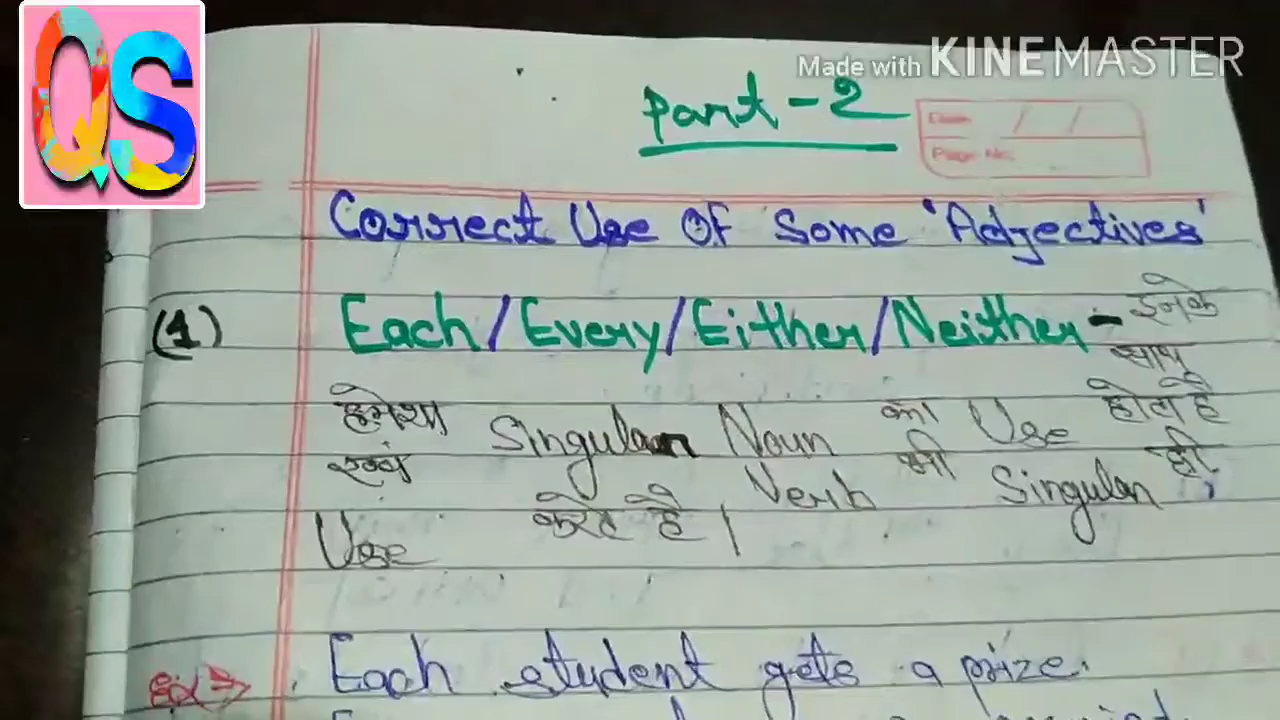 QS
Made with KINEMASTER
Part-2
Date / /
Page No.
Correct Use Of Some 'Adjectives'
(1) Each/Every/Either/Neither - इनके
साथ
हमेशा Singular Noun का Use होता है
एवं Verb भी Singular ही
Use करते है।
Ex⇒ Each student gets a prize.